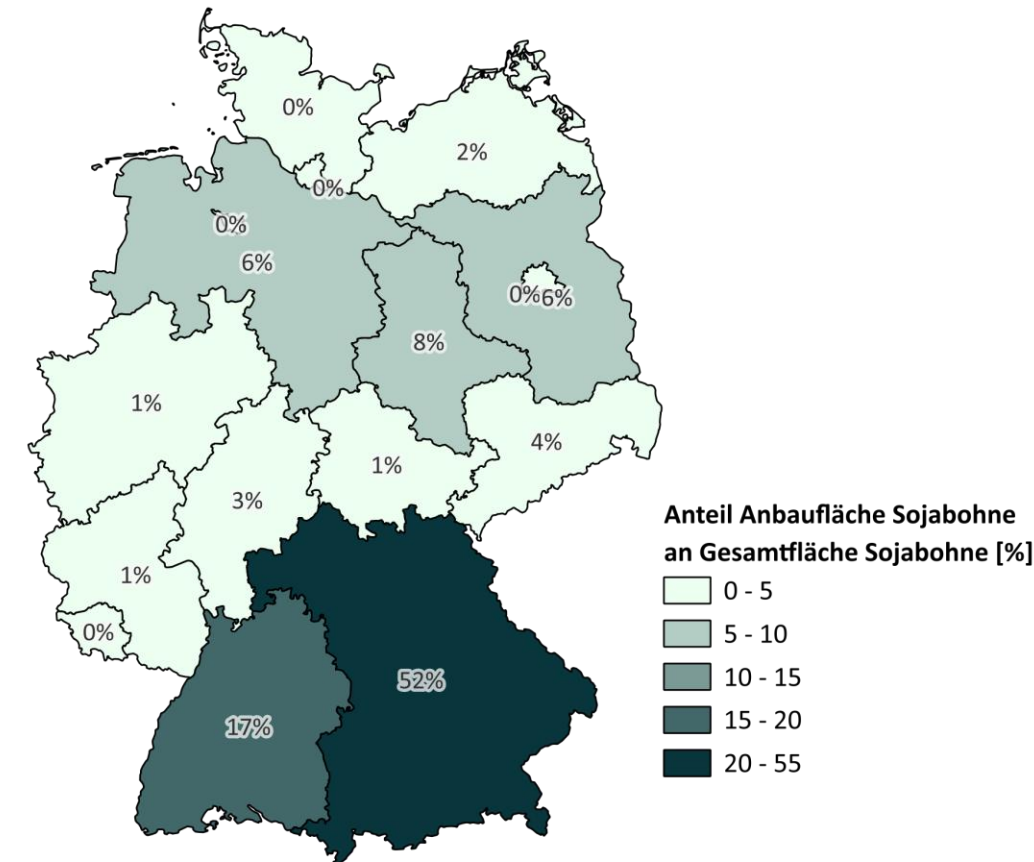 0%
2%
0%
0%
6%
0%6%
8%
1%
4%
1%
3%
1%
0%
52%
17%
Anteil Anbaufläche Sojabohne
an Gesamtfläche Sojabohne [%]
0 - 5
5 - 10
10 - 15
15 - 20
20 - 55